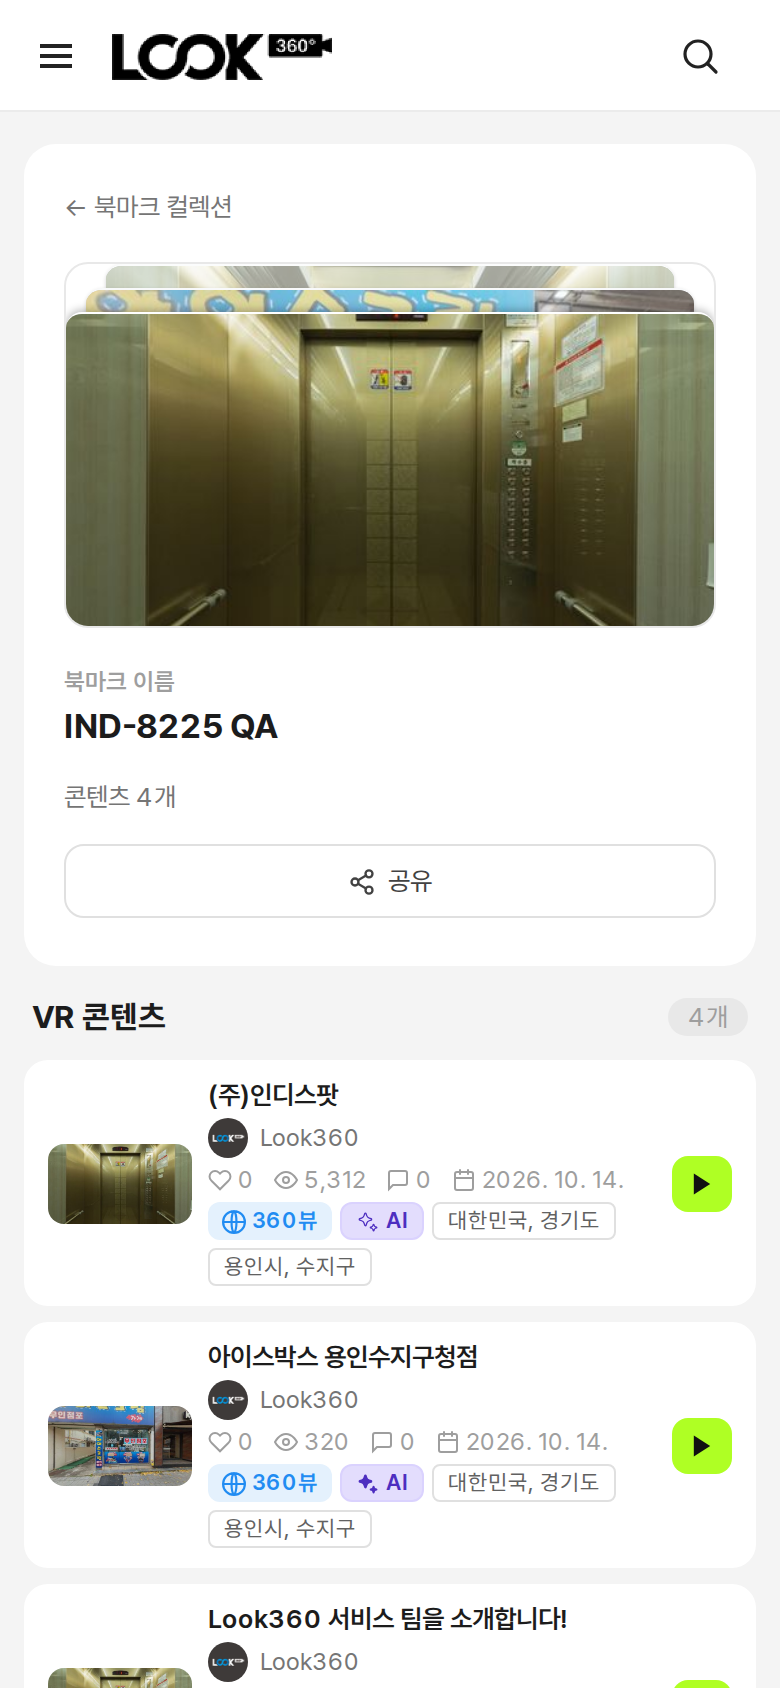 LOOK 360°
← 북마크 컬렉션
북마크 이름
IND-8225 QA
콘텐츠 4개
공유
VR 콘텐츠
4개
(주)인디스팟
Look360
0 5,312 0 2026. 10. 14.
360뷰 AI 대한민국, 경기도
용인시, 수지구
아이스박스 용인수지구청점
Look360
0 320 0 2026. 10. 14.
360뷰 AI 대한민국, 경기도
용인시, 수지구
Look360 서비스 팀을 소개합니다!
Look360